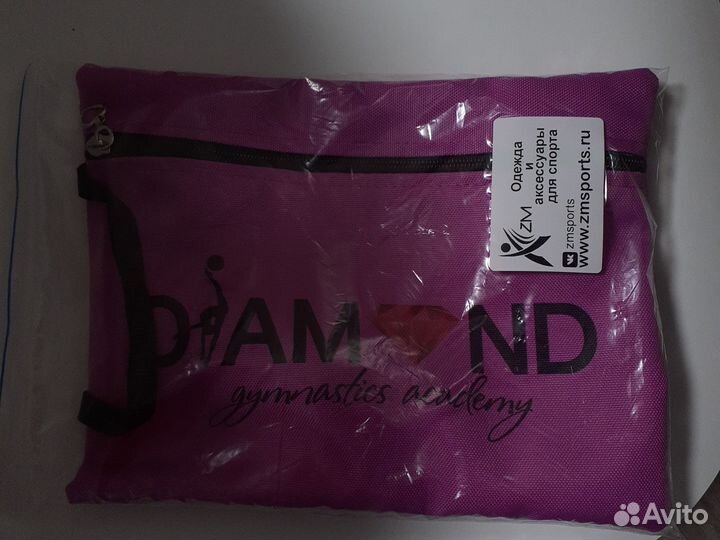 ZM
Одежда
и
аксессуары
для спорта
zmsports
www.zmsports.ru
DIAMOND
gymnastics academy
Avito